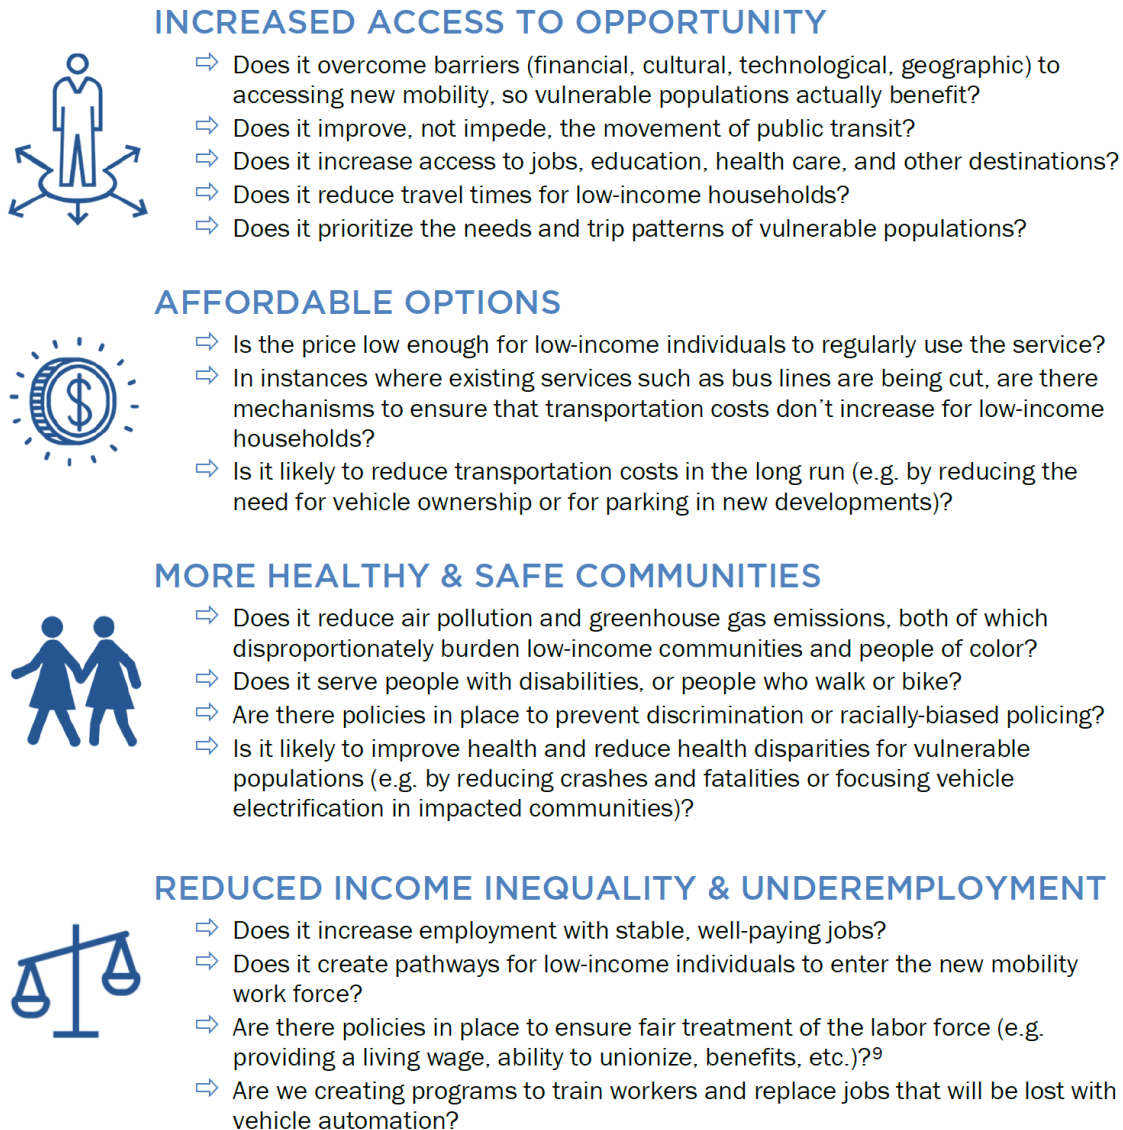 INCREASED ACCESS TO OPPORTUNITY
⇨ Does it overcome barriers (financial, cultural, technological, geographic) to
accessing new mobility, so vulnerable populations actually benefit?
⇨ Does it improve, not impede, the movement of public transit?
⇨ Does it increase access to jobs, education, health care, and other destinations?
⇨ Does it reduce travel times for low-income households?
⇨ Does it prioritize the needs and trip patterns of vulnerable populations?
AFFORDABLE OPTIONS
$
⇨ Is the price low enough for low-income individuals to regularly use the service?
⇨ In instances where existing services such as bus lines are being cut, are there
mechanisms to ensure that transportation costs don’t increase for low-income
households?
⇨ Is it likely to reduce transportation costs in the long run (e.g. by reducing the
need for vehicle ownership or for parking in new developments)?
MORE HEALTHY & SAFE COMMUNITIES
⇨ Does it reduce air pollution and greenhouse gas emissions, both of which
disproportionately burden low-income communities and people of color?
⇨ Does it serve people with disabilities, or people who walk or bike?
⇨ Are there policies in place to prevent discrimination or racially-biased policing?
⇨ Is it likely to improve health and reduce health disparities for vulnerable
populations (e.g. by reducing crashes and fatalities or focusing vehicle
electrification in impacted communities)?
REDUCED INCOME INEQUALITY & UNDEREMPLOYMENT
⇨ Does it increase employment with stable, well-paying jobs?
⇨ Does it create pathways for low-income individuals to enter the new mobility
work force?
⇨ Are there policies in place to ensure fair treatment of the labor force (e.g.
providing a living wage, ability to unionize, benefits, etc.)?⁹
⇨ Are we creating programs to train workers and replace jobs that will be lost with
vehicle automation?